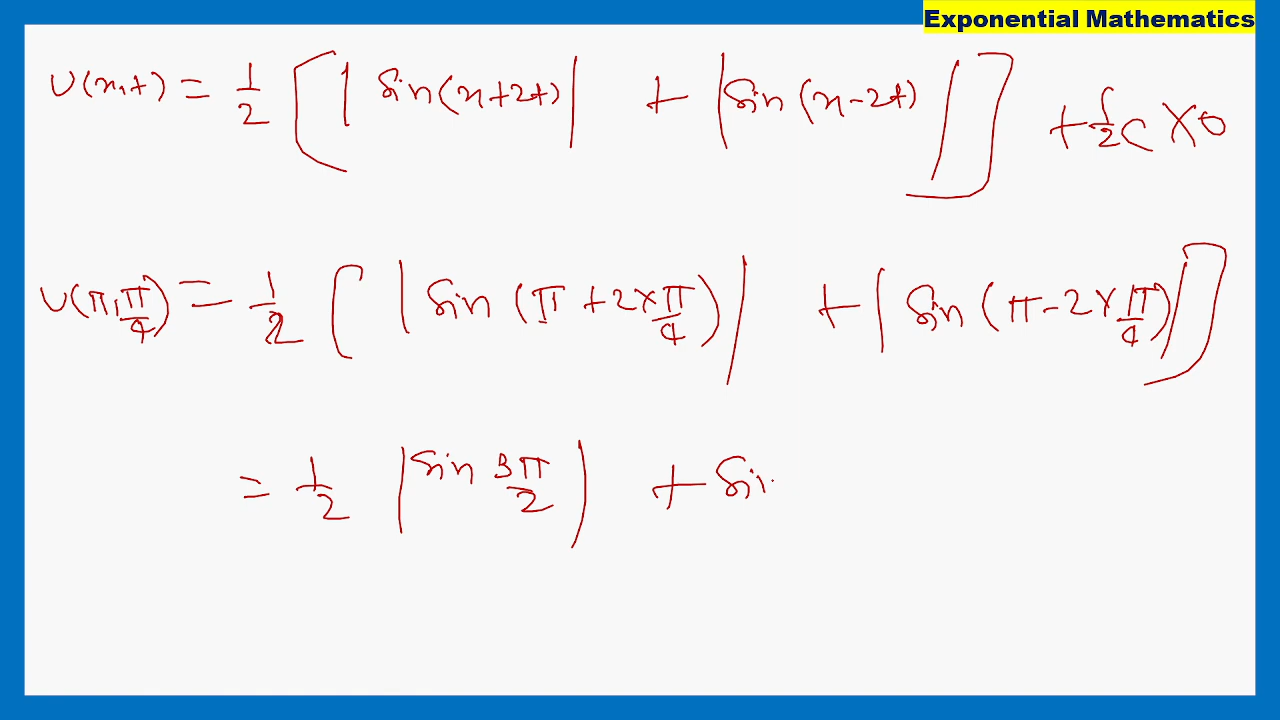 Exponential Mathematics
U(x,t) = 1/2 [ |sin(x+2t)| + |sin(x-2t)| ] + 1/2c × 0
U(π, π/4) = 1/2 [ |sin(π + 2×π/4)| + |sin(π - 2×π/4)| ]
= 1/2 |sin 3π/2| + Sin